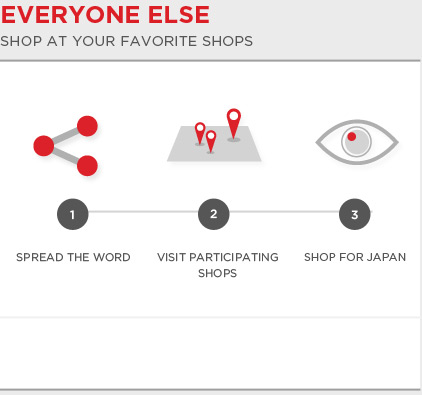 EVERYONE ELSE
SHOP AT YOUR FAVORITE SHOPS
1
2
3
SPREAD THE WORD
VISIT PARTICIPATING
SHOPS
SHOP FOR JAPAN